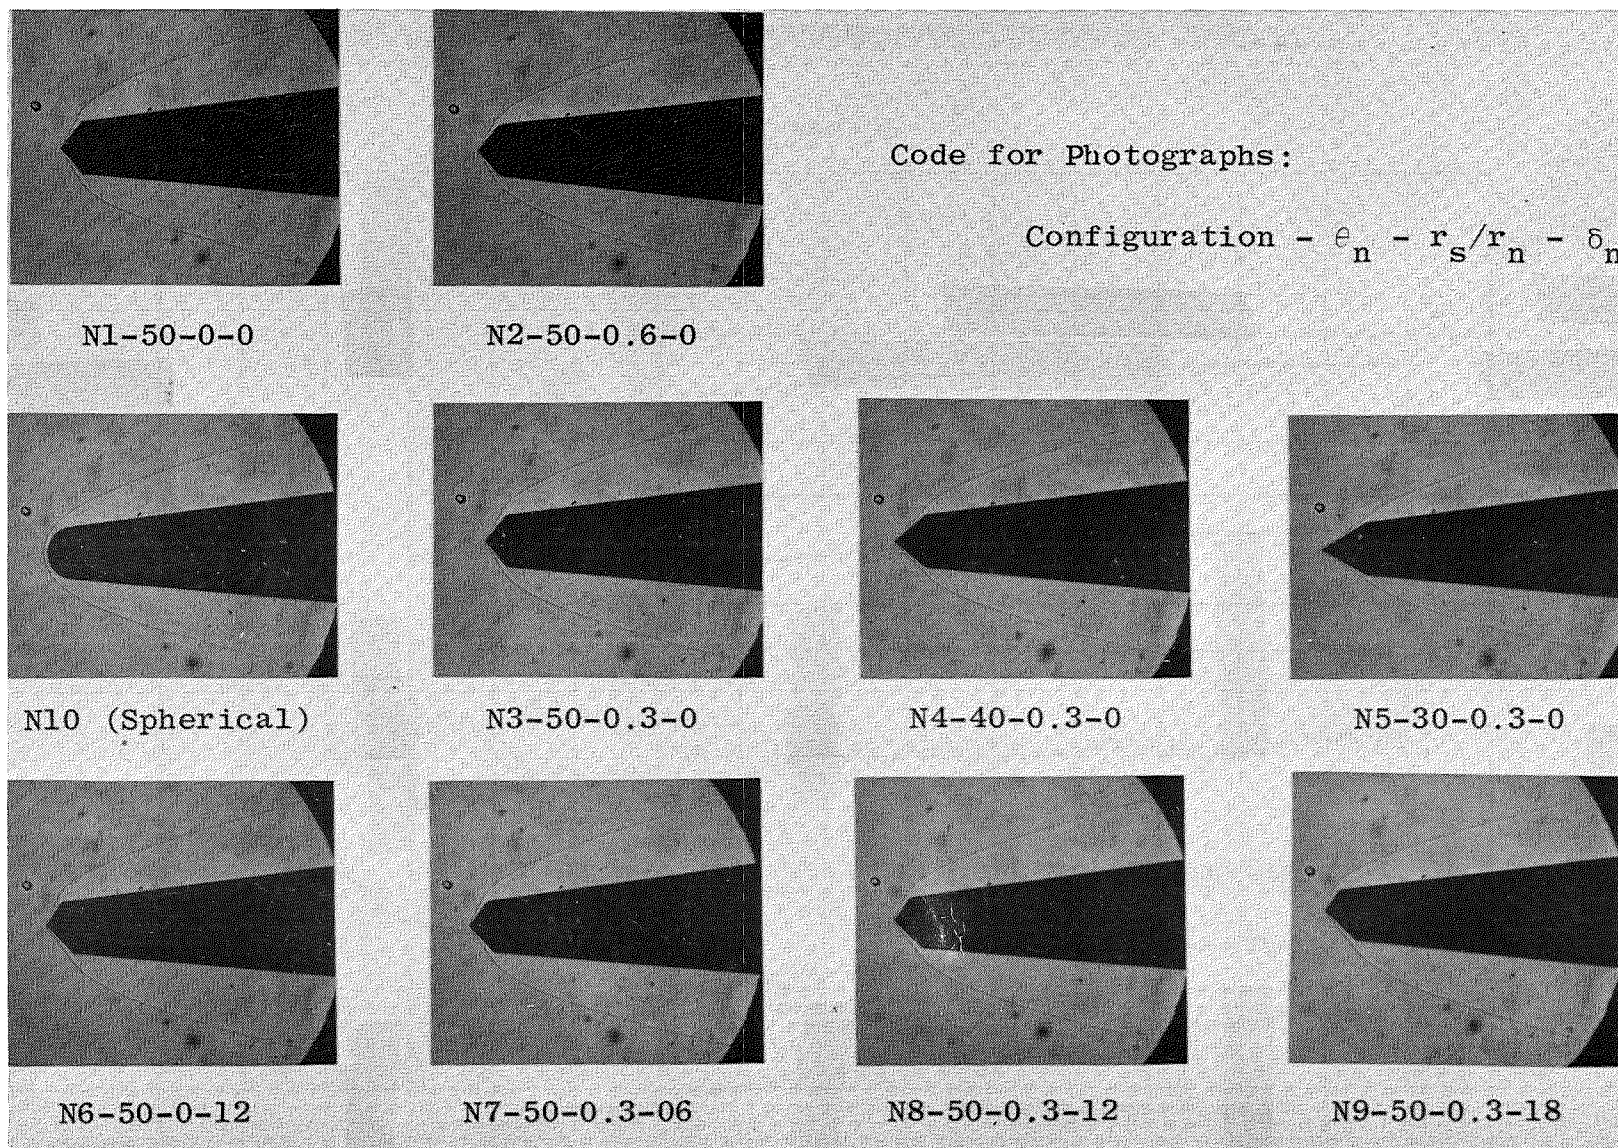 Code for Photographs:
Configuration - θn - rs/rn - δn
N1-50-0-0
N2-50-0.6-0
N10 (Spherical)
N3-50-0.3-0
N4-40-0.3-0
N5-30-0.3-0
N6-50-0-12
N7-50-0.3-06
N8-50-0.3-12
N9-50-0.3-18